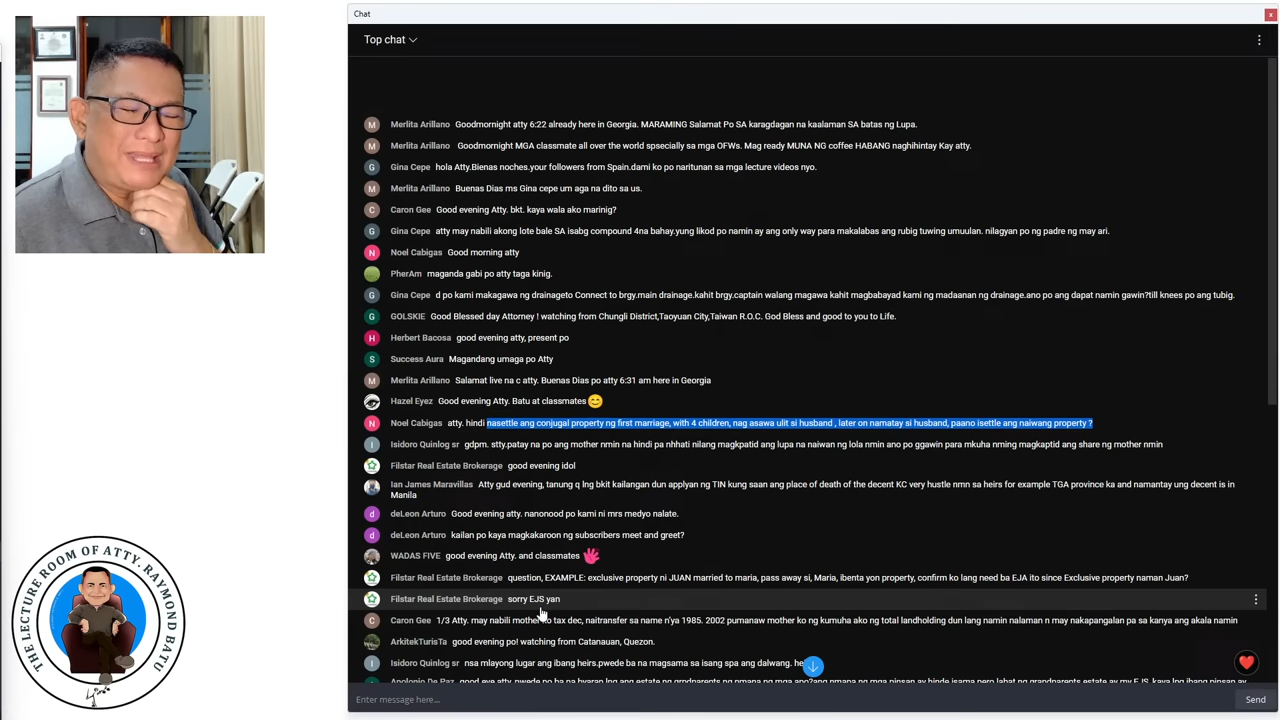 Chat
Top chat
Merlita Arillano Goodmornight atty 6:22 already here in Georgia. MARAMING Salamat Po SA karagdagan na kaalaman SA batas ng Lupa.
Merlita Arillano Goodmornight MGA classmate all over the world spsecially sa mga OFWs. Mag ready MUNA NG coffee HABANG naghihintay Kay atty.
Gina Cepe hola Atty.Bienas noches.your followers from Spain.dami ko po naritunan sa mga lecture videos nyo.
Merlita Arillano Buenas Dias ms Gina cepe um aga na dito sa us.
Caron Gee Good evening Atty. bkt. kaya wala ako marinig?
Gina Cepe atty may nabili akong lote bale SA isabg compound 4na bahay.yung likod po namin ay ang only way para makalabas ang rubig tuwing umuulan. nilagyan po ng padre ng may ari.
Noel Cabigas Good morning atty
PherAm maganda gabi po atty taga kinig.
Gina Cepe d po kami makagawa ng drainageto Connect to brgy.main drainage.kahit brgy.captain walang magawa kahit magbabayad kami ng madaanan ng drainage.ano po ang dapat namin gawin?till knees po ang tubig.
GOLSKIE Good Blessed day Attorney ! watching from Chungli District,Taoyuan City,Taiwan R.O.C. God Bless and good to you to Life.
Herbert Bacosa good evening atty, present po
Success Aura Magandang umaga po Atty
Merlita Arillano Salamat live na c atty. Buenas Dias po atty 6:31 am here in Georgia
Hazel Eyez Good evening Atty. Batu at classmates😊
Noel Cabigas atty. hindi nasettle ang conjugal property ng first marriage, with 4 children, nag asawa ulit si husband , later on namatay si husband, paano isettle ang naiwang property ?
Isidoro Quinlog sr gdpm. stty.patay na po ang mother nmin na hindi pa nhhati nilang magkpatid ang lupa na naiwan ng lola nmin ano po ggawin para mkuha nming magkaptid ang share ng mother nmin
Filstar Real Estate Brokerage good evening idol
Ian James Maravillas Atty gud evening, tanung q lng bkit kailangan dun applyan ng TIN kung saan ang place of death of the decent KC very hustle nmn sa heirs for example TGA province ka and namantay ung decent is in
Manila
deLeon Arturo Good evening atty. nanonood po kami ni mrs medyo nalate.
deLeon Arturo kailan po kaya magkakaroon ng subscribers meet and greet?
WADAS FIVE good evening Atty. and classmates
Filstar Real Estate Brokerage question, EXAMPLE: exclusive property ni JUAN married to maria, pass away si, Maria, ibenta yon property, confirm ko lang need ba EJA ito since Exclusive property naman Juan?
Filstar Real Estate Brokerage sorry EJS yan
Caron Gee 1/3 Atty. may nabili mother ko tax dec, naitransfer sa name n'ya 1985. 2002 pumanaw mother ko ng kumuha ako ng total landholding dun lang namin nalaman n may nakapangalan pa sa kanya ang akala namin
ArkitekTurisTa good evening po! watching from Catanauan, Quezon.
Isidoro Quinlog sr nsa mlayong lugar ang ibang heirs.pwede ba na magsama sa isang spa ang dalwang. he
Enter message here...
Send
THE LECTURE ROOM OF ATTY. RAYMOND BATU